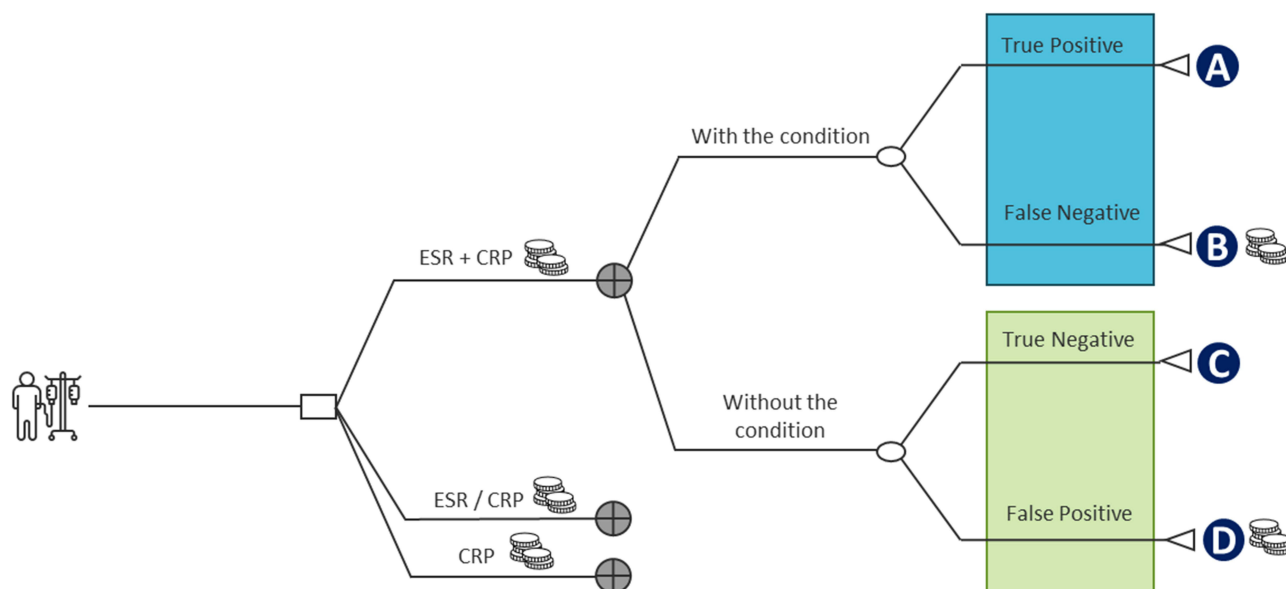 True Positive
A
With the condition
False Negative
B
ESR + CRP
True Negative
C
Without the
condition
ESR / CRP
False Positive
D
CRP